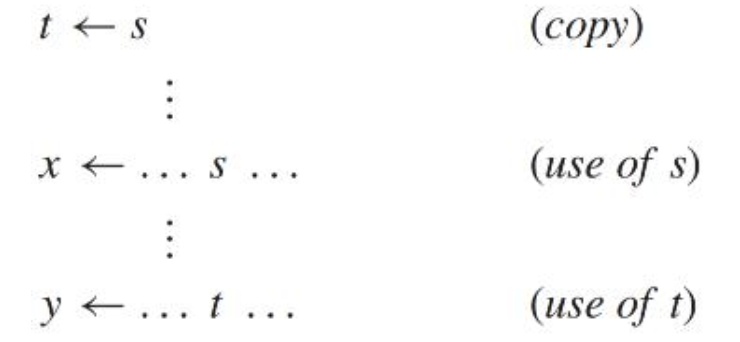 t ← s (copy)
⋮
x ← ... s ... (use of s)
⋮
y ← ... t ... (use of t)